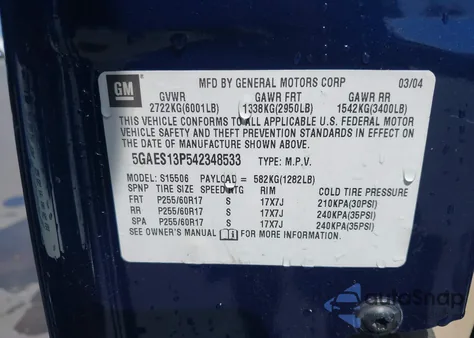 GM
MFD BY GENERAL MOTORS CORP 03/04
GVWR GAWR FRT GAWR RR
2722KG(6001LB) 1338KG(2950LB) 1542KG(3400LB)
THIS VEHICLE CONFORMS TO ALL APPLICABLE U.S. FEDERAL MOTOR
VEHICLE SAFETY AND THEFT PREVENTION STANDARDS IN EFFECT ON
THE DATE OF MANUFACTURE SHOWN ABOVE.
5GAES13P542348533 TYPE: M.P.V.
MODEL: S15506 PAYLOAD = 582KG(1282LB)
SPNP TIRE SIZE SPEED RTG RIM COLD TIRE PRESSURE
FRT P255/60R17 S 17X7J 210KPA(30PSI)
RR P255/60R17 S 17X7J 240KPA(35PSI)
SPA P255/60R17 S 17X7J 240KPA(35PSI)
SEE OWNER'S MANUAL FOR MORE INFORMATION
AutoSnap